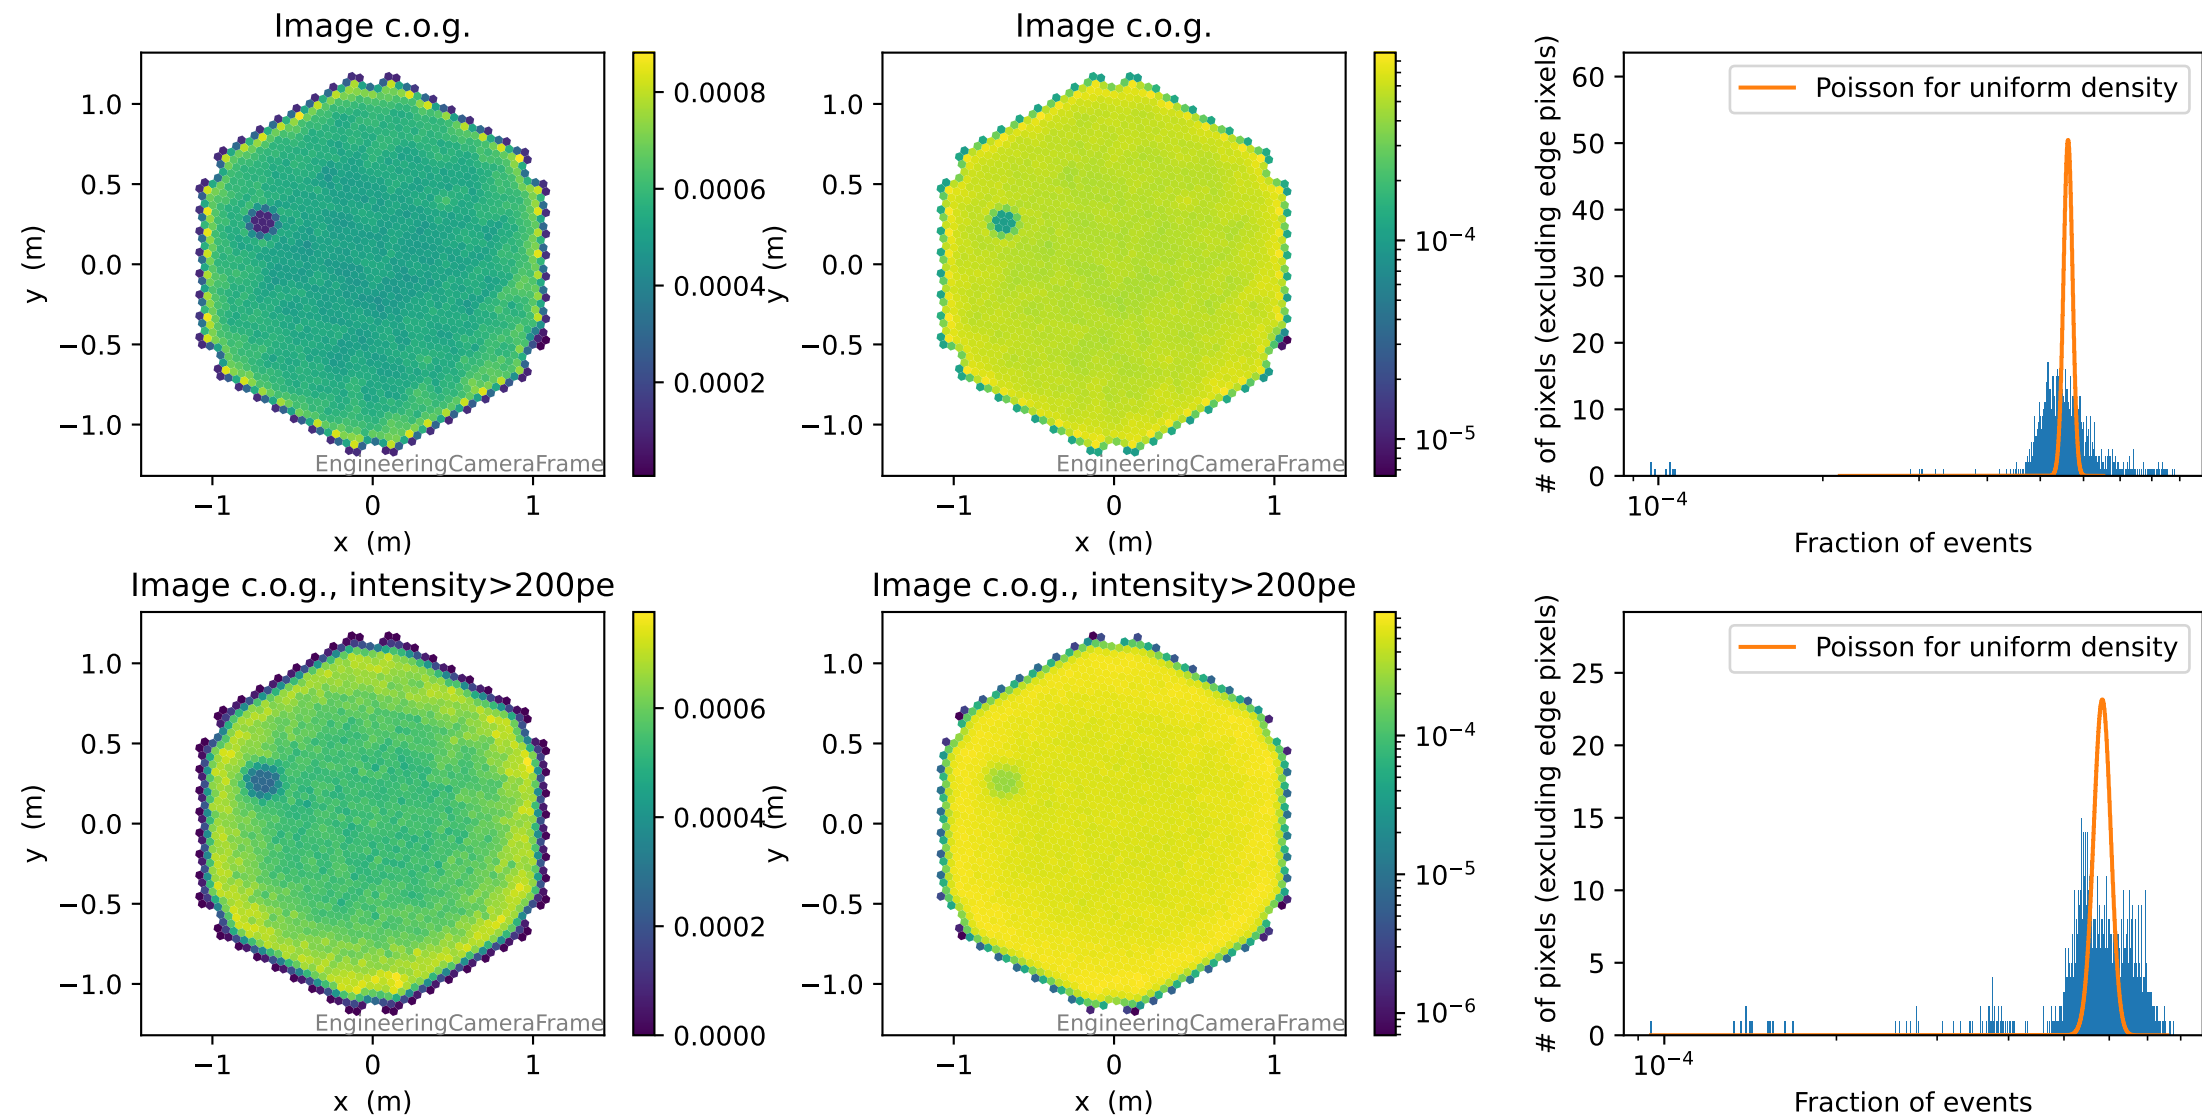 Image c.o.g.
1.0
0.5
0.0
−0.5
−1.0
y (m)
−1
0
1
x (m)
EngineeringCameraFrame
0.0008
0.0006
0.0004
0.0002
Image c.o.g.
1.0
0.5
0.0
−0.5
−1.0
y (m)
−1
0
1
x (m)
EngineeringCameraFrame
10⁻⁴
10⁻⁵
Poisson for uniform density
60
50
40
30
20
10
0
# of pixels (excluding edge pixels)
10⁻⁴
Fraction of events
Image c.o.g., intensity>200pe
1.0
0.5
0.0
−0.5
−1.0
y (m)
−1
0
1
x (m)
EngineeringCameraFrame
0.0006
0.0004
0.0002
0.0000
Image c.o.g., intensity>200pe
1.0
0.5
0.0
−0.5
−1.0
y (m)
−1
0
1
x (m)
EngineeringCameraFrame
10⁻⁴
10⁻⁵
10⁻⁶
Poisson for uniform density
25
20
15
10
5
0
# of pixels (excluding edge pixels)
10⁻⁴
Fraction of events